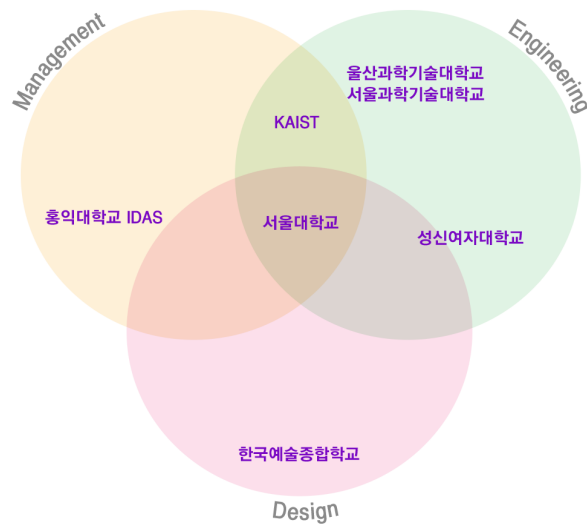 Management
Engineering
울산과학기술대학교
서울과학기술대학교
KAIST
홍익대학교 IDAS
서울대학교
성신여자대학교
한국예술종합학교
Design